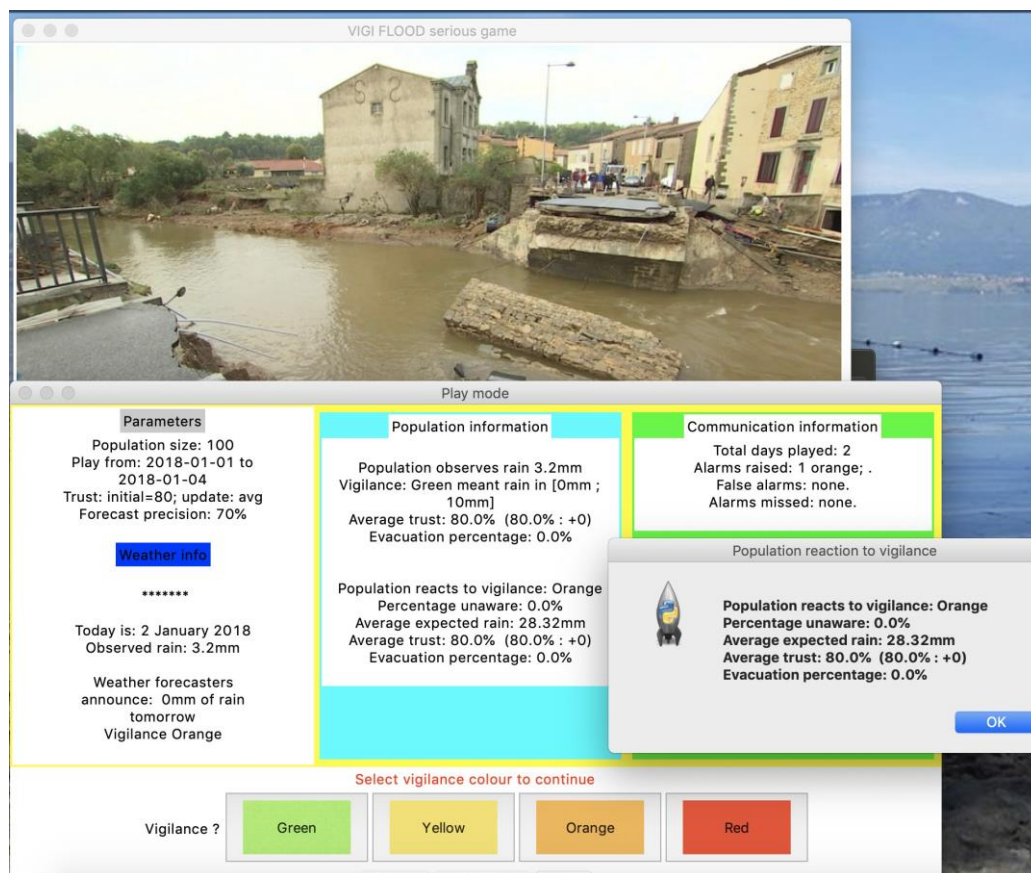 VIGI FLOOD serious game
Play mode
Parameters
Population size: 100
Play from: 2018-01-01 to
2018-01-04
Trust: initial=80; update: avg
Forecast precision: 70%
Weather info
*******
Today is: 2 January 2018
Observed rain: 3.2mm
Weather forecasters
announce:  0mm of rain
tomorrow
Vigilance Orange
Population information
Population observes rain 3.2mm
Vigilance: Green meant rain in [0mm ;
10mm]
Average trust: 80.0%  (80.0% : +0)
Evacuation percentage: 0.0%
Population reacts to vigilance: Orange
Percentage unaware: 0.0%
Average expected rain: 28.32mm
Average trust: 80.0%  (80.0% : +0)
Evacuation percentage: 0.0%
Communication information
Total days played: 2
Alarms raised: 1 orange; .
False alarms: none.
Alarms missed: none.
Population reaction to vigilance
Population reacts to vigilance: Orange
Percentage unaware: 0.0%
Average expected rain: 28.32mm
Average trust: 80.0%  (80.0% : +0)
Evacuation percentage: 0.0%
OK
Select vigilance colour to continue
Vigilance ?
Green
Yellow
Orange
Red